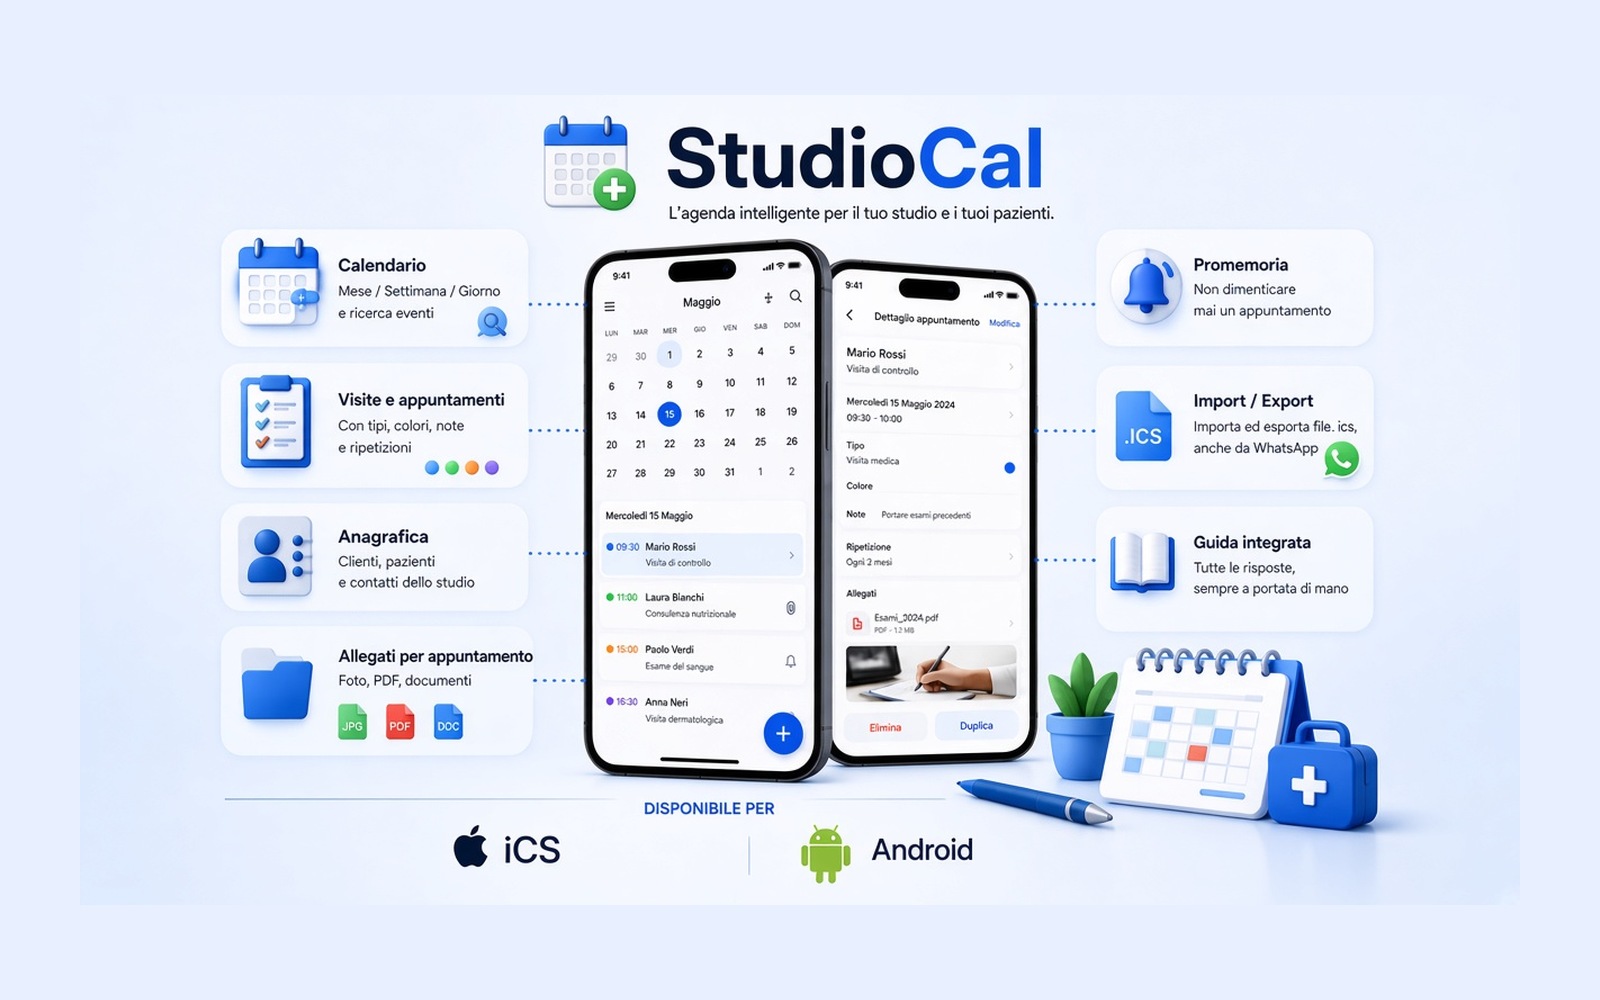 StudioCal
L'agenda intelligente per il tuo studio e i tuoi pazienti.
Calendario
Mese / Settimana / Giorno
e ricerca eventi
Visite e appuntamenti
Con tipi, colori, note
e ripetizioni
Anagrafica
Clienti, pazienti
e contatti dello studio
Allegati per appuntamento
Foto, PDF, documenti
.JPG PDF DOC
9:41
Maggio
LUN MAR MER GIO VEN SAB DOM
29 30 1 2 3 4 5
6 7 8 9 10 11 12
13 14 15 16 17 18 19
20 21 22 23 24 25 26
27 28 29 30 31 1 2
Mercoledì 15 Maggio
09:30 Mario Rossi
Visita di controllo
11:00 Laura Bianchi
Consulenza nutrizionale
15:00 Paolo Verdi
Esame del sangue
16:30 Anna Neri
Visita dermatologica
9:41
Dettaglio appuntamento Modifica
Mario Rossi
Visita di controllo
Mercoledì 15 Maggio 2024
09:30 - 10:00
Tipo
Visita medica
Colore
Note Portare esami precedenti
Ripetizione
Ogni 2 mesi
Allegati
Esami_2024.pdf
PDF - 1.2 MB
Elimina Duplica
Promemoria
Non dimenticare
mai un appuntamento
Import / Export
.ICS
Importa ed esporta file. ics,
anche da WhatsApp
Guida integrata
Tutte le risposte,
sempre a portata di mano
DISPONIBILE PER
iCS
Android